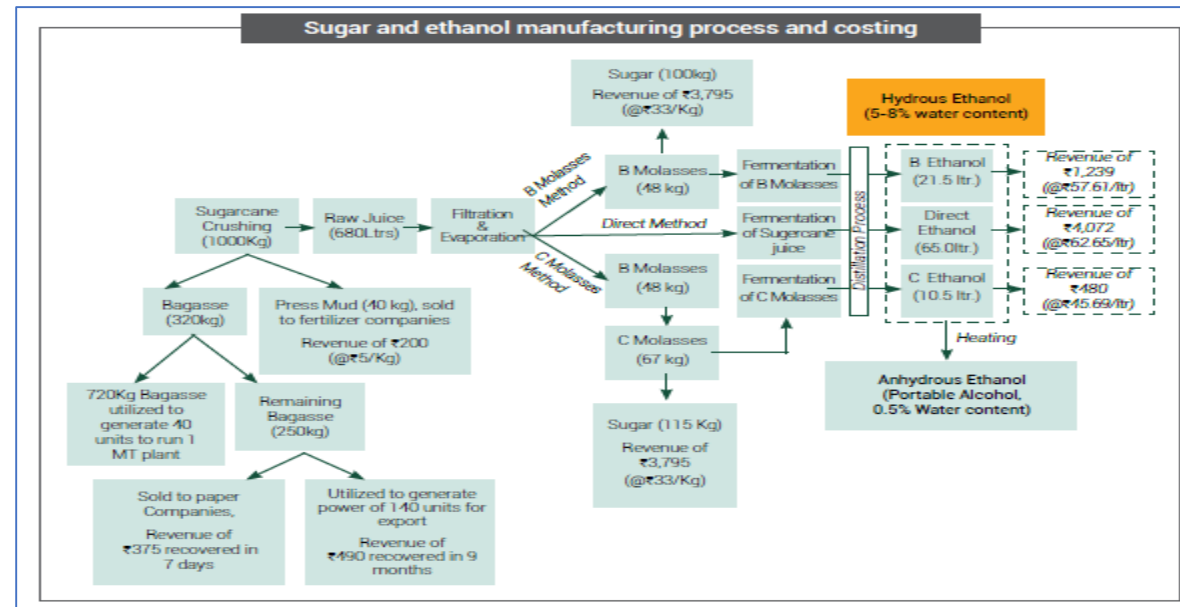 Sugar and ethanol manufacturing process and costing
Sugar (100kg)
Revenue of ₹3,795
(@₹33/Kg)
Hydrous Ethanol
(5-8% water content)
B Molasses
Method
B Molasses
(48 kg)
Fermentation
of B Molasses
Distillation Process
B Ethanol
(21.5 ltr.)
Revenue of
₹1,239
(@₹57.61/ltr)
Sugarcane
Crushing
(1000Kg)
Raw Juice
(680Ltrs)
Filtration
&
Evaporation
Direct Method
Fermentation
of Sugercane
juice
Direct
Ethanol
(65.0ltr.)
Revenue of
₹4,072
(@₹62.65/ltr)
C Molasses
Method
B Molasses
(48 kg)
Fermentation
of C Molasses
C Ethanol
(10.5 ltr.)
Revenue of
₹480
(@₹45.69/ltr)
Bagasse
(320kg)
Press Mud (40 kg), sold
to fertilizer companies
Revenue of ₹200
(@₹5/Kg)
C Molasses
(67 kg)
Heating
Anhydrous Ethanol
(Portable Alcohol,
0.5% Water content)
720Kg Bagasse
utilized to
generate 40
units to run 1
MT plant
Remaining
Bagasse
(250kg)
Sugar (115 Kg)
Revenue of
₹3,795
(@₹33/Kg)
Sold to paper
Companies,
Revenue of
₹375 recovered in
7 days
Utilized to generate
power of 140 units for
export
Revenue of
₹490 recovered in 9
months